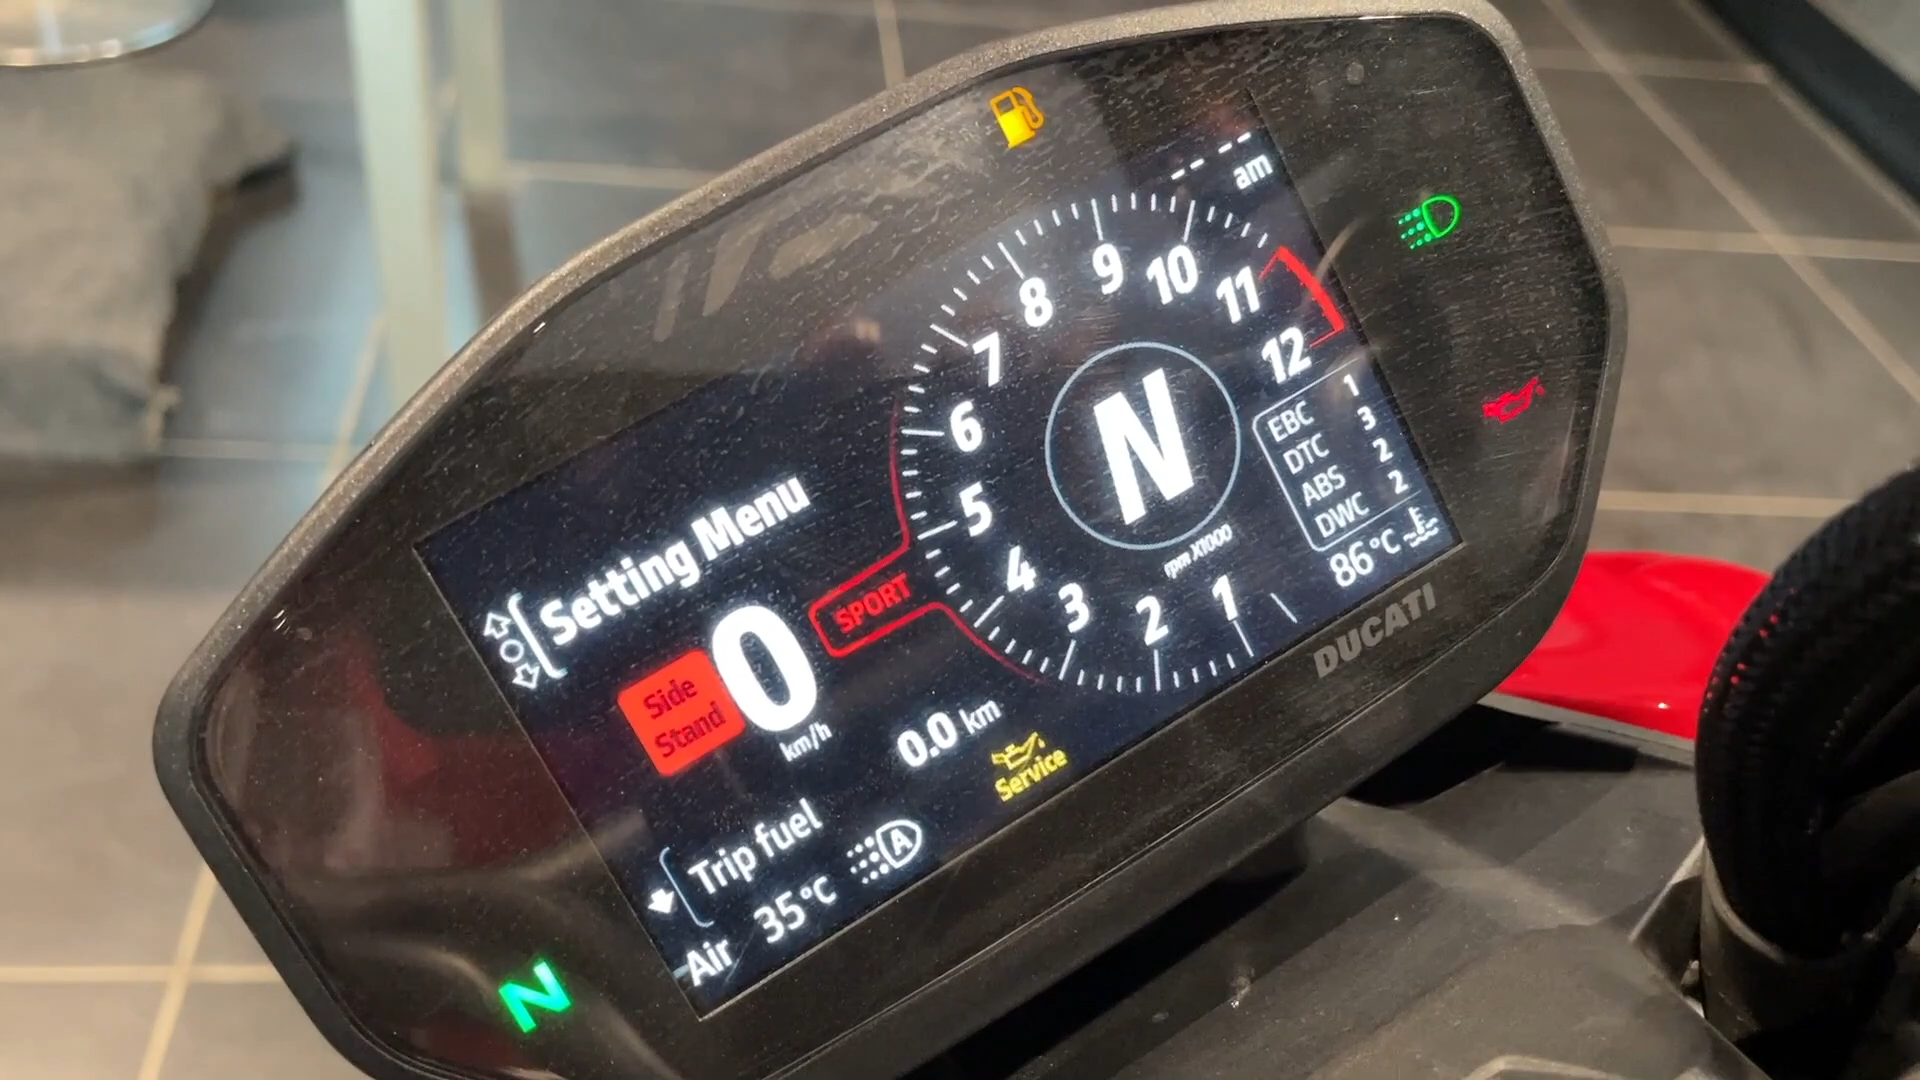 ---- am
Setting Menu
Side
Stand
0
km/h
SPORT
1
2
3
4
5
6
7
8
9
10
11
12
N
rpm X1000
EBC 1
DTC 3
ABS 2
DWC 2
86°C
0.0 km
Service
Trip fuel
A
Air 35°C
N
DUCATI